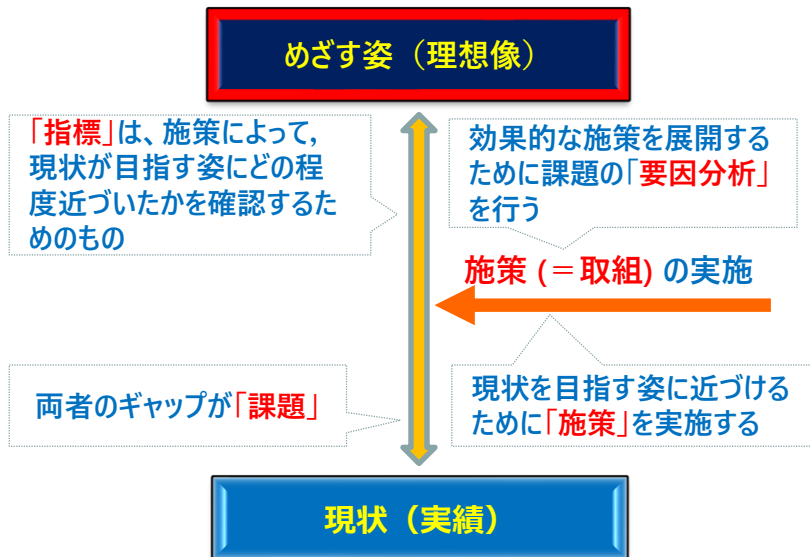 めざす姿（理想像）
「指標」は、施策によって，
現状が目指す姿にどの程
度近づいたかを確認するた
めのもの
効果的な施策を展開する
ために課題の「要因分析」
を行う
施策 (＝取組) の実施
両者のギャップが「課題」
現状を目指す姿に近づける
ために「施策」を実施する
現状（実績）